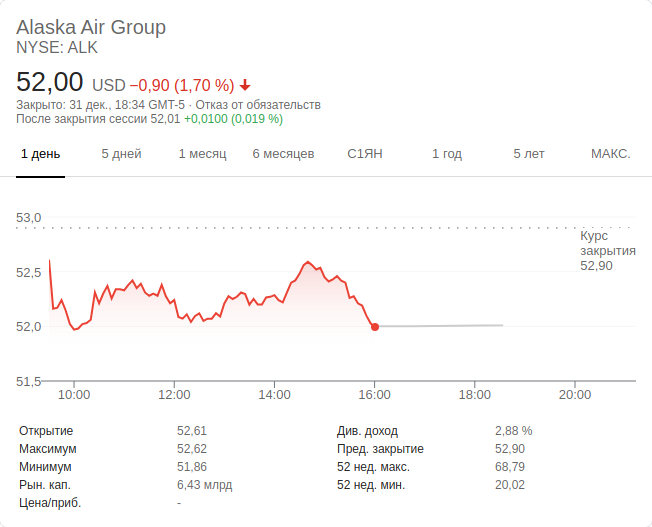 Alaska Air Group
NYSE: ALK
52,00 USD −0,90 (1,70 %)
Закрыто: 31 дек., 18:34 GMT-5 · Отказ от обязательств
После закрытия сессии 52,01 +0,0100 (0,019 %)
1 день 5 дней 1 месяц 6 месяцев С1ЯН 1 год 5 лет МАКС.
53,0
Курс
закрытия
52,90
52,5
52,0
51,5
10:00 12:00 14:00 16:00 18:00 20:00
Открытие 52,61 Див. доход 2,88 %
Максимум 52,62 Пред. закрытие 52,90
Минимум 51,86 52 нед. макс. 68,79
Рын. кап. 6,43 млрд 52 нед. мин. 20,02
Цена/приб. -